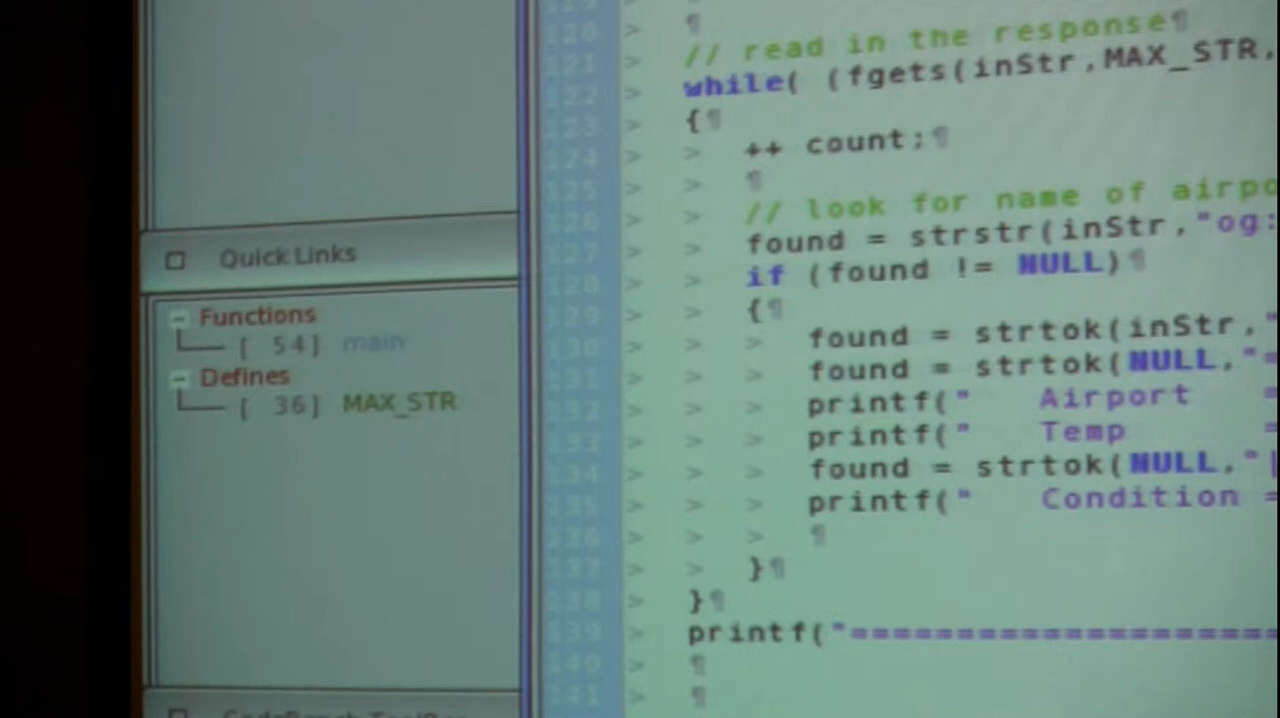 Quick Links
Functions
[ 54] main
Defines
[ 36] MAX_STR
120 > ¶
121 > // read in the response¶
122 > while( (fgets(inStr,MAX_STR,
123 > {¶
124 > > ++ count;¶
125 > > ¶
126 > > // look for name of airpo
127 > > found = strstr(inStr,"og:
128 > > if (found != NULL)¶
129 > > {¶
130 > > > found = strtok(inStr,"
131 > > > found = strtok(NULL,"=
132 > > > printf("   Airport   =
133 > > > printf("   Temp      =
134 > > > found = strtok(NULL,"|
135 > > > printf("   Condition =
136 > > > ¶
137 > > }¶
138 > }¶
139 > printf("=======================
140 > ¶
141 > ¶